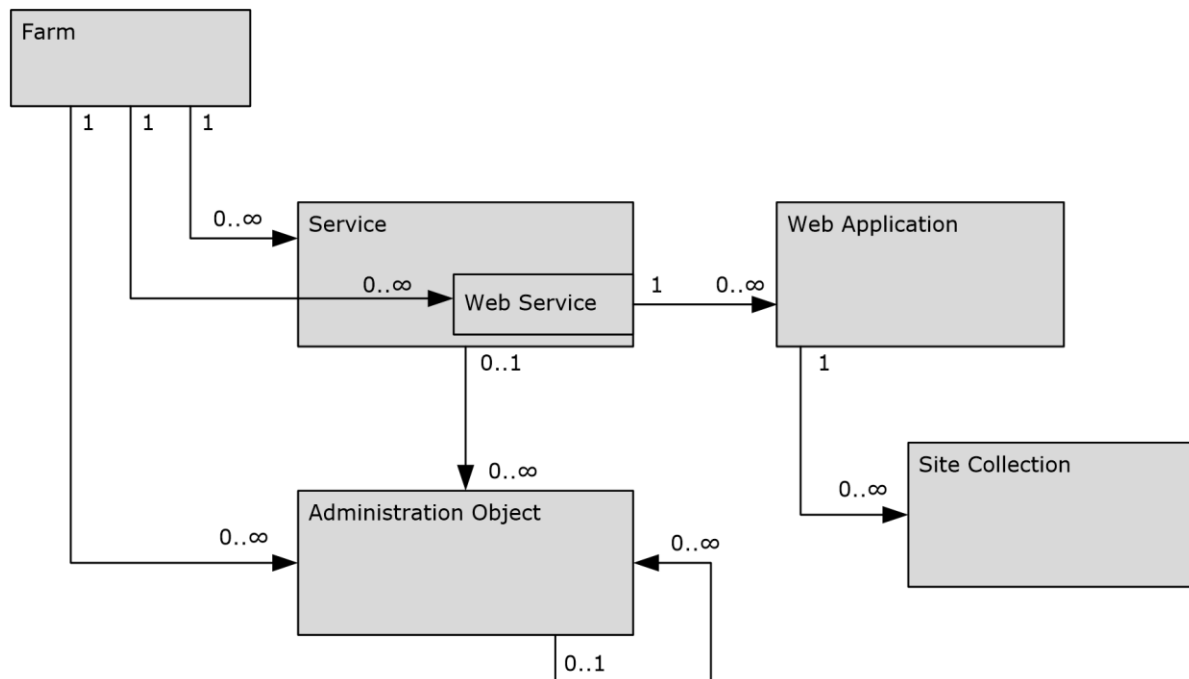 Farm
1 1 1
0..∞
Service
Web Application
0..∞
Web Service
1
0..∞
0..1
1
Site Collection
0..∞
0..∞
Administration Object
0..∞
0..∞
0..1